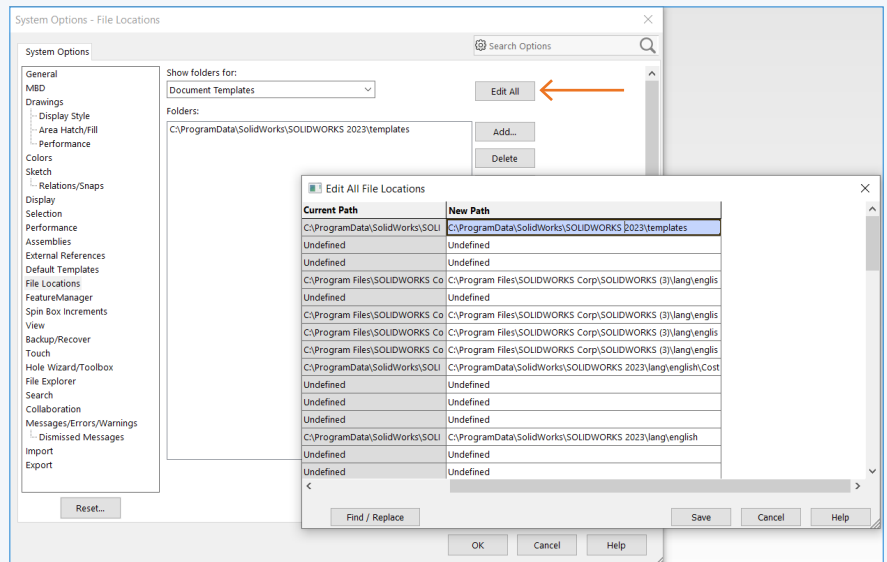 System Options - File Locations
System Options
Search Options
General
MBD
Drawings
Display Style
Area Hatch/Fill
Performance
Colors
Sketch
Relations/Snaps
Display
Selection
Performance
Assemblies
External References
Default Templates
File Locations
FeatureManager
Spin Box Increments
View
Backup/Recover
Touch
Hole Wizard/Toolbox
File Explorer
Search
Collaboration
Messages/Errors/Warnings
Dismissed Messages
Import
Export
Reset...
Show folders for:
Document Templates
Edit All
Folders:
C:\ProgramData\SolidWorks\SOLIDWORKS 2023\templates
Add...
Delete
Edit All File Locations
Current Path New Path
C:\ProgramData\SolidWorks\SOLI C:\ProgramData\SolidWorks\SOLIDWORKS 2023\templates
Undefined Undefined
Undefined Undefined
C:\Program Files\SOLIDWORKS Co C:\Program Files\SOLIDWORKS Corp\SOLIDWORKS (3)\lang\englis
Undefined Undefined
C:\Program Files\SOLIDWORKS Co C:\Program Files\SOLIDWORKS Corp\SOLIDWORKS (3)\lang\englis
C:\Program Files\SOLIDWORKS Co C:\Program Files\SOLIDWORKS Corp\SOLIDWORKS (3)\lang\englis
C:\Program Files\SOLIDWORKS Co C:\Program Files\SOLIDWORKS Corp\SOLIDWORKS (3)\lang\englis
C:\ProgramData\SolidWorks\SOLI C:\ProgramData\SolidWorks\SOLIDWORKS 2023\lang\english\Cost
Undefined Undefined
Undefined Undefined
Undefined Undefined
C:\ProgramData\SolidWorks\SOLI C:\ProgramData\SolidWorks\SOLIDWORKS 2023\lang\english
Undefined Undefined
Undefined Undefined
Find / Replace Save Cancel Help
OK Cancel Help